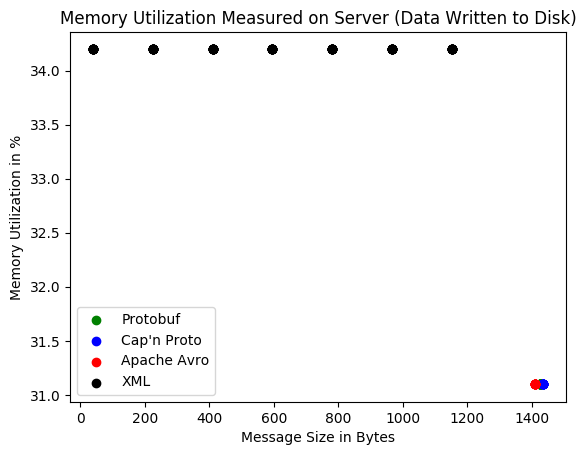 Memory Utilization Measured on Server (Data Written to Disk)
Memory Utilization in %
34.0
33.5
33.0
32.5
32.0
31.5
31.0
Protobuf
Cap'n Proto
Apache Avro
XML
0 200 400 600 800 1000 1200 1400
Message Size in Bytes